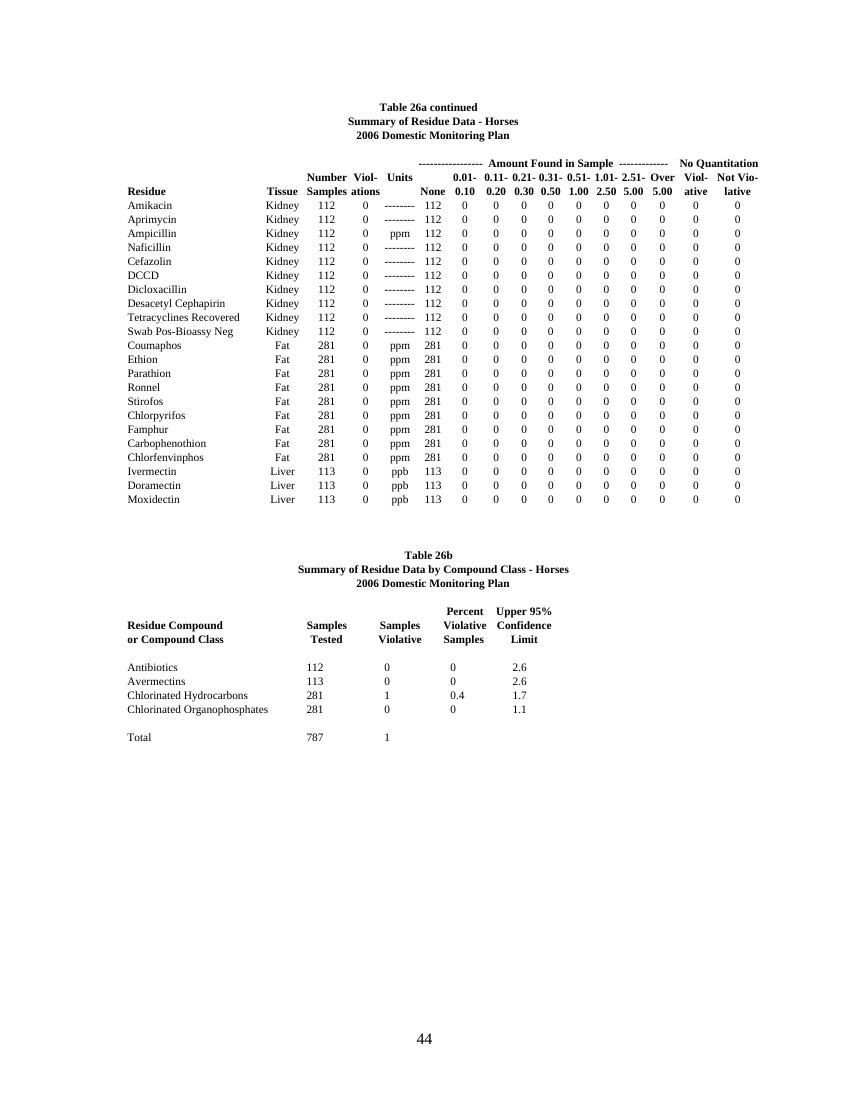 Table 26a continued
Summary of Residue Data - Horses
2006 Domestic Monitoring Plan
----------------- Amount Found in Sample ------------- No Quantitation
Number Viol- Units 0.01- 0.11- 0.21- 0.31- 0.51- 1.01- 2.51- Over Viol- Not Vio-
Residue Tissue Samples ations None 0.10 0.20 0.30 0.50 1.00 2.50 5.00 5.00 ative lative
Amikacin Kidney 112 0 -------- 112 0 0 0 0 0 0 0 0 0 0
Aprimycin Kidney 112 0 -------- 112 0 0 0 0 0 0 0 0 0 0
Ampicillin Kidney 112 0 ppm 112 0 0 0 0 0 0 0 0 0 0
Naficillin Kidney 112 0 -------- 112 0 0 0 0 0 0 0 0 0 0
Cefazolin Kidney 112 0 -------- 112 0 0 0 0 0 0 0 0 0 0
DCCD Kidney 112 0 -------- 112 0 0 0 0 0 0 0 0 0 0
Dicloxacillin Kidney 112 0 -------- 112 0 0 0 0 0 0 0 0 0 0
Desacetyl Cephapirin Kidney 112 0 -------- 112 0 0 0 0 0 0 0 0 0 0
Tetracyclines Recovered Kidney 112 0 -------- 112 0 0 0 0 0 0 0 0 0 0
Swab Pos-Bioassy Neg Kidney 112 0 -------- 112 0 0 0 0 0 0 0 0 0 0
Coumaphos Fat 281 0 ppm 281 0 0 0 0 0 0 0 0 0 0
Ethion Fat 281 0 ppm 281 0 0 0 0 0 0 0 0 0 0
Parathion Fat 281 0 ppm 281 0 0 0 0 0 0 0 0 0 0
Ronnel Fat 281 0 ppm 281 0 0 0 0 0 0 0 0 0 0
Stirofos Fat 281 0 ppm 281 0 0 0 0 0 0 0 0 0 0
Chlorpyrifos Fat 281 0 ppm 281 0 0 0 0 0 0 0 0 0 0
Famphur Fat 281 0 ppm 281 0 0 0 0 0 0 0 0 0 0
Carbophenothion Fat 281 0 ppm 281 0 0 0 0 0 0 0 0 0 0
Chlorfenvinphos Fat 281 0 ppm 281 0 0 0 0 0 0 0 0 0 0
Ivermectin Liver 113 0 ppb 113 0 0 0 0 0 0 0 0 0 0
Doramectin Liver 113 0 ppb 113 0 0 0 0 0 0 0 0 0 0
Moxidectin Liver 113 0 ppb 113 0 0 0 0 0 0 0 0 0 0
Table 26b
Summary of Residue Data by Compound Class - Horses
2006 Domestic Monitoring Plan
Percent Upper 95%
Residue Compound Samples Samples Violative Confidence
or Compound Class Tested Violative Samples Limit
Antibiotics 112 0 0 2.6
Avermectins 113 0 0 2.6
Chlorinated Hydrocarbons 281 1 0.4 1.7
Chlorinated Organophosphates 281 0 0 1.1
Total 787 1
44